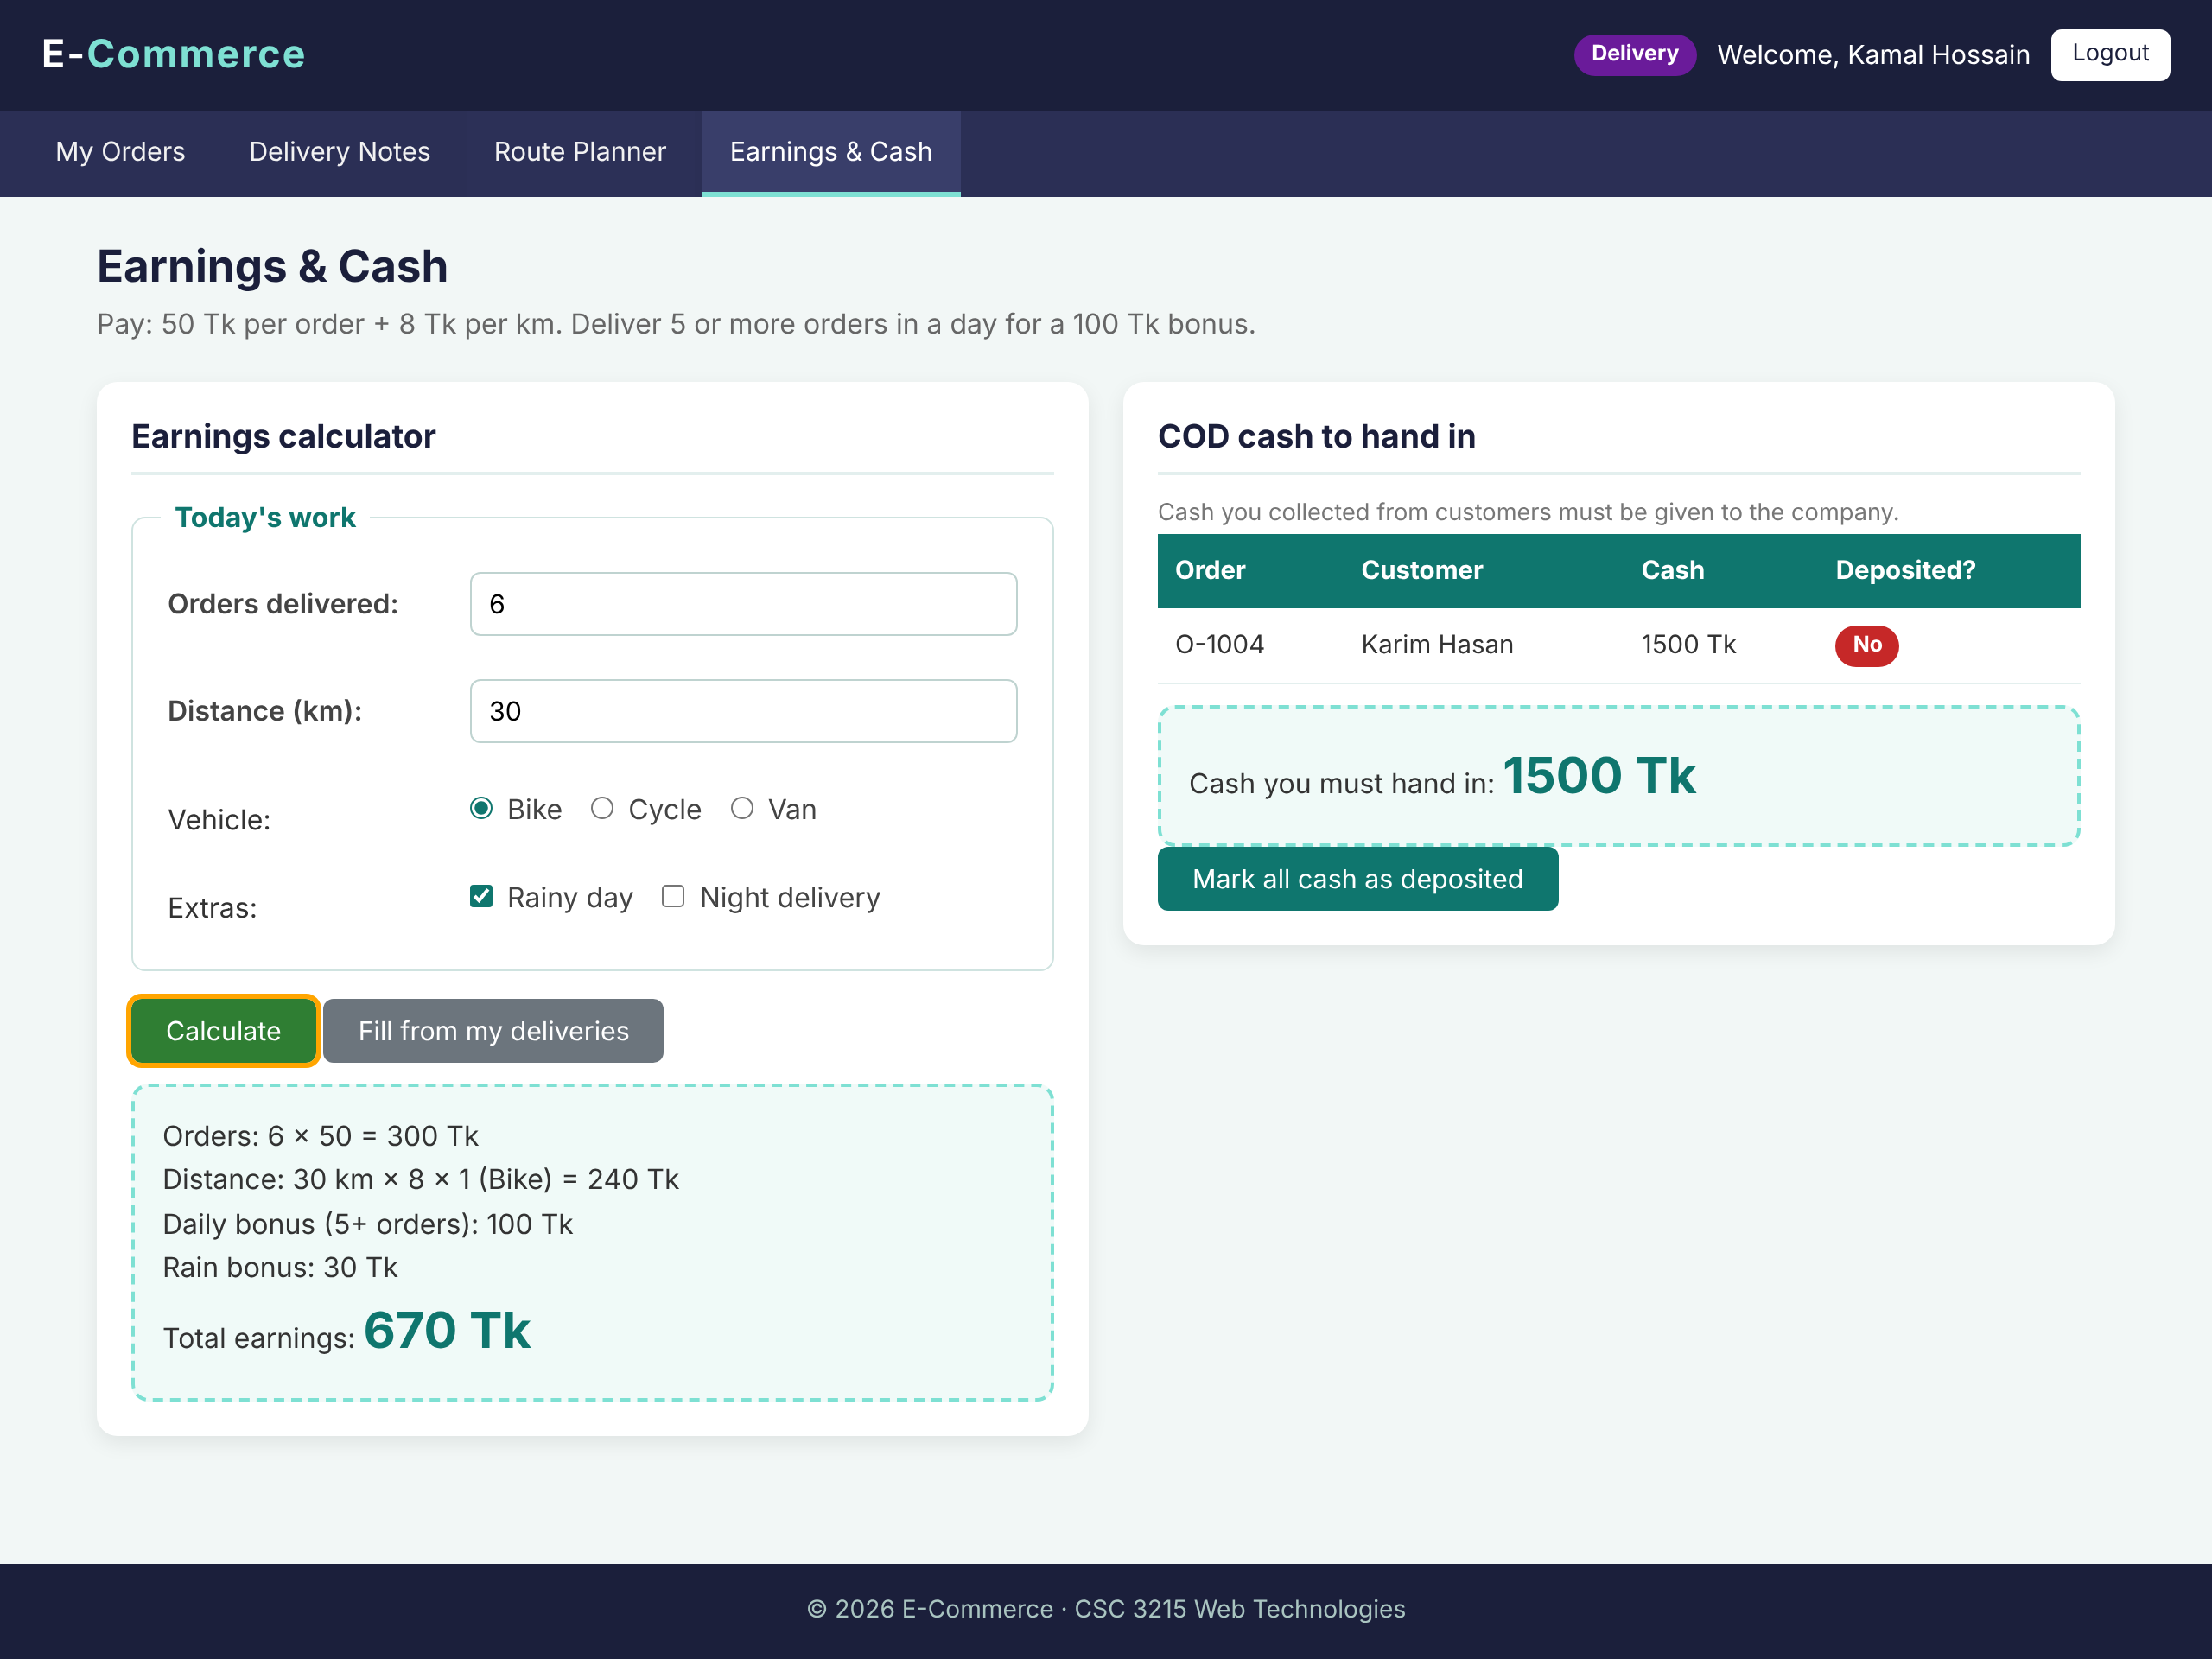 E-Commerce
Delivery
Welcome, Kamal Hossain
Logout
My Orders
Delivery Notes
Route Planner
Earnings & Cash
Earnings & Cash
Pay: 50 Tk per order + 8 Tk per km. Deliver 5 or more orders in a day for a 100 Tk bonus.
Earnings calculator
Today's work
Orders delivered: 6
Distance (km): 30
Vehicle: Bike Cycle Van
Extras: Rainy day Night delivery
Calculate
Fill from my deliveries
Orders: 6 × 50 = 300 Tk
Distance: 30 km × 8 × 1 (Bike) = 240 Tk
Daily bonus (5+ orders): 100 Tk
Rain bonus: 30 Tk
Total earnings: 670 Tk
COD cash to hand in
Cash you collected from customers must be given to the company.
Order Customer Cash Deposited?
O-1004 Karim Hasan 1500 Tk No
Cash you must hand in: 1500 Tk
Mark all cash as deposited
© 2026 E-Commerce · CSC 3215 Web Technologies